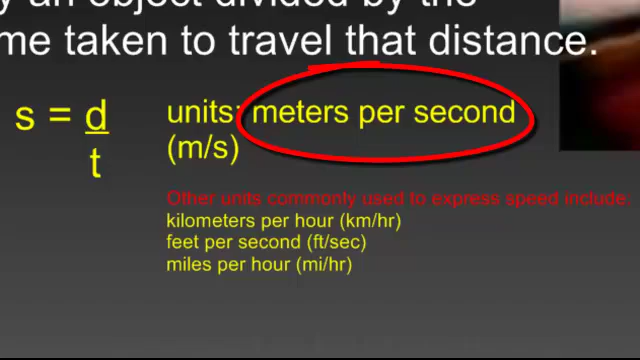 y an object divided by the
me taken to travel that distance.
s = d
t
units: meters per second
(m/s)
Other units commonly used to express speed include:
kilometers per hour (km/hr)
feet per second (ft/sec)
miles per hour (mi/hr)